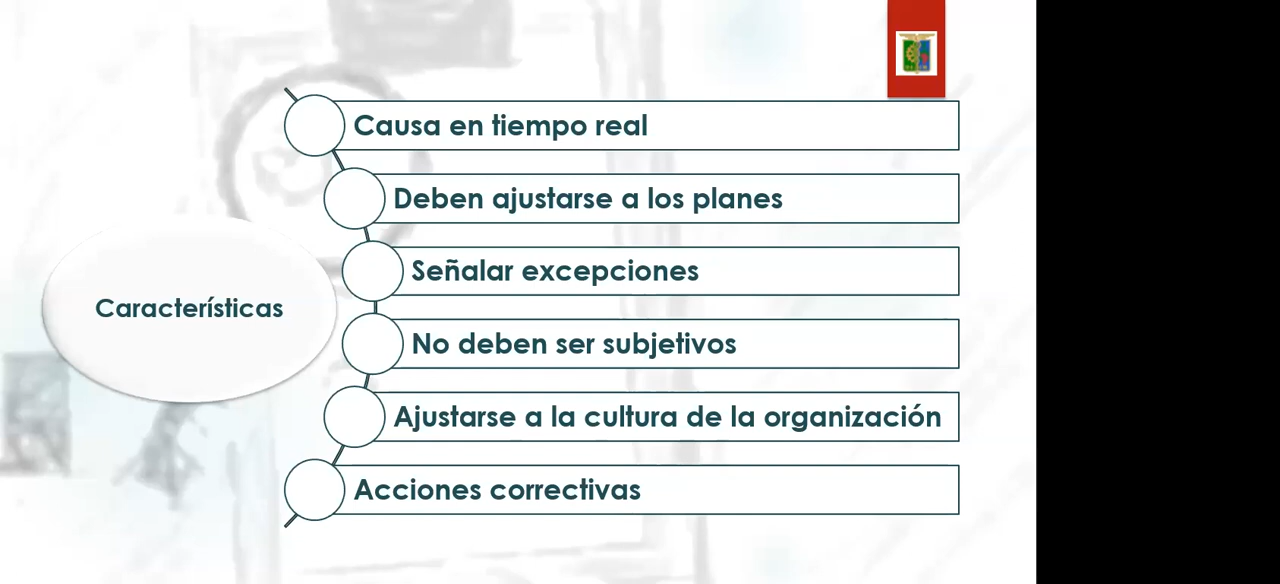 Causa en tiempo real
Deben ajustarse a los planes
Señalar excepciones
Características
No deben ser subjetivos
Ajustarse a la cultura de la organización
Acciones correctivas